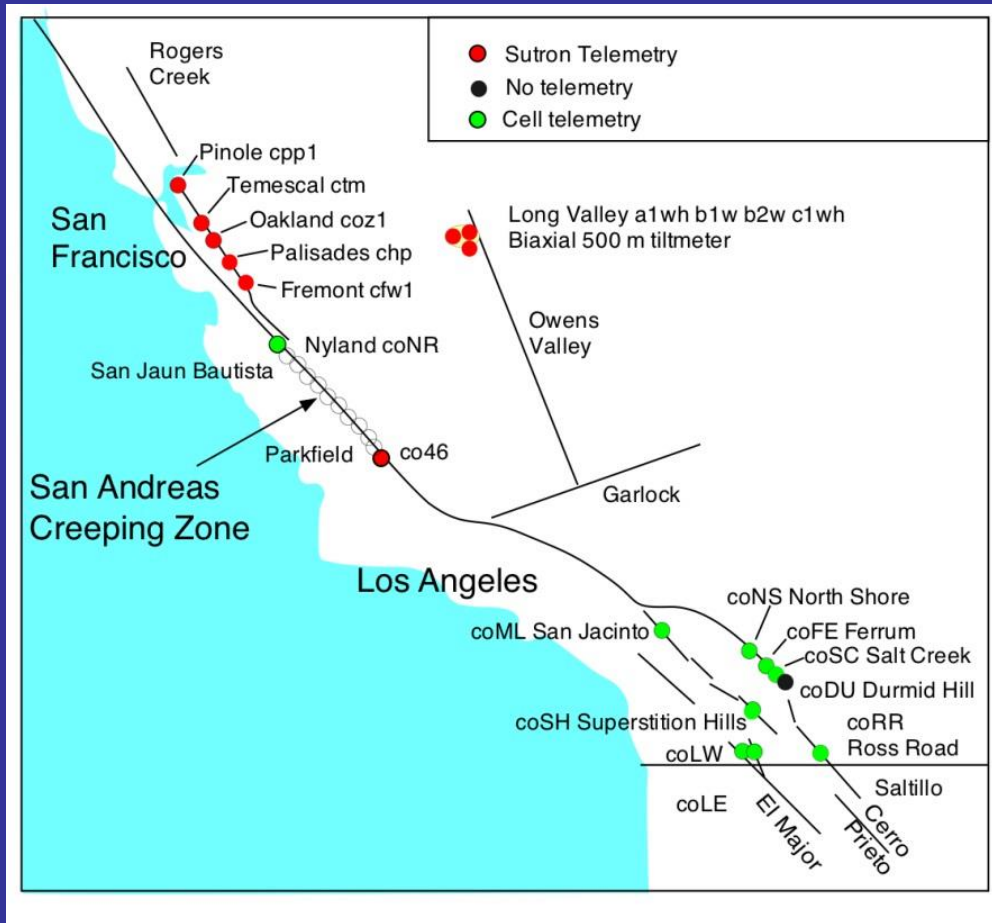 Rogers
Creek
Sutron Telemetry
No telemetry
Cell telemetry
Pinole cpp1
Temescal ctm
Oakland coz1
Palisades chp
Fremont cfw1
San
Francisco
Long Valley a1wh b1w b2w c1wh
Biaxial 500 m tiltmeter
Owens
Valley
Nyland coNR
San Jaun Bautista
Parkfield
co46
San Andreas
Creeping Zone
Garlock
Los Angeles
coNS North Shore
coML San Jacinto
coFE Ferrum
coSC Salt Creek
coDU Durmid Hill
coSH Superstition Hills
coRR
Ross Road
coLW
Saltillo
coLE
El Major
Cerro
Prieto